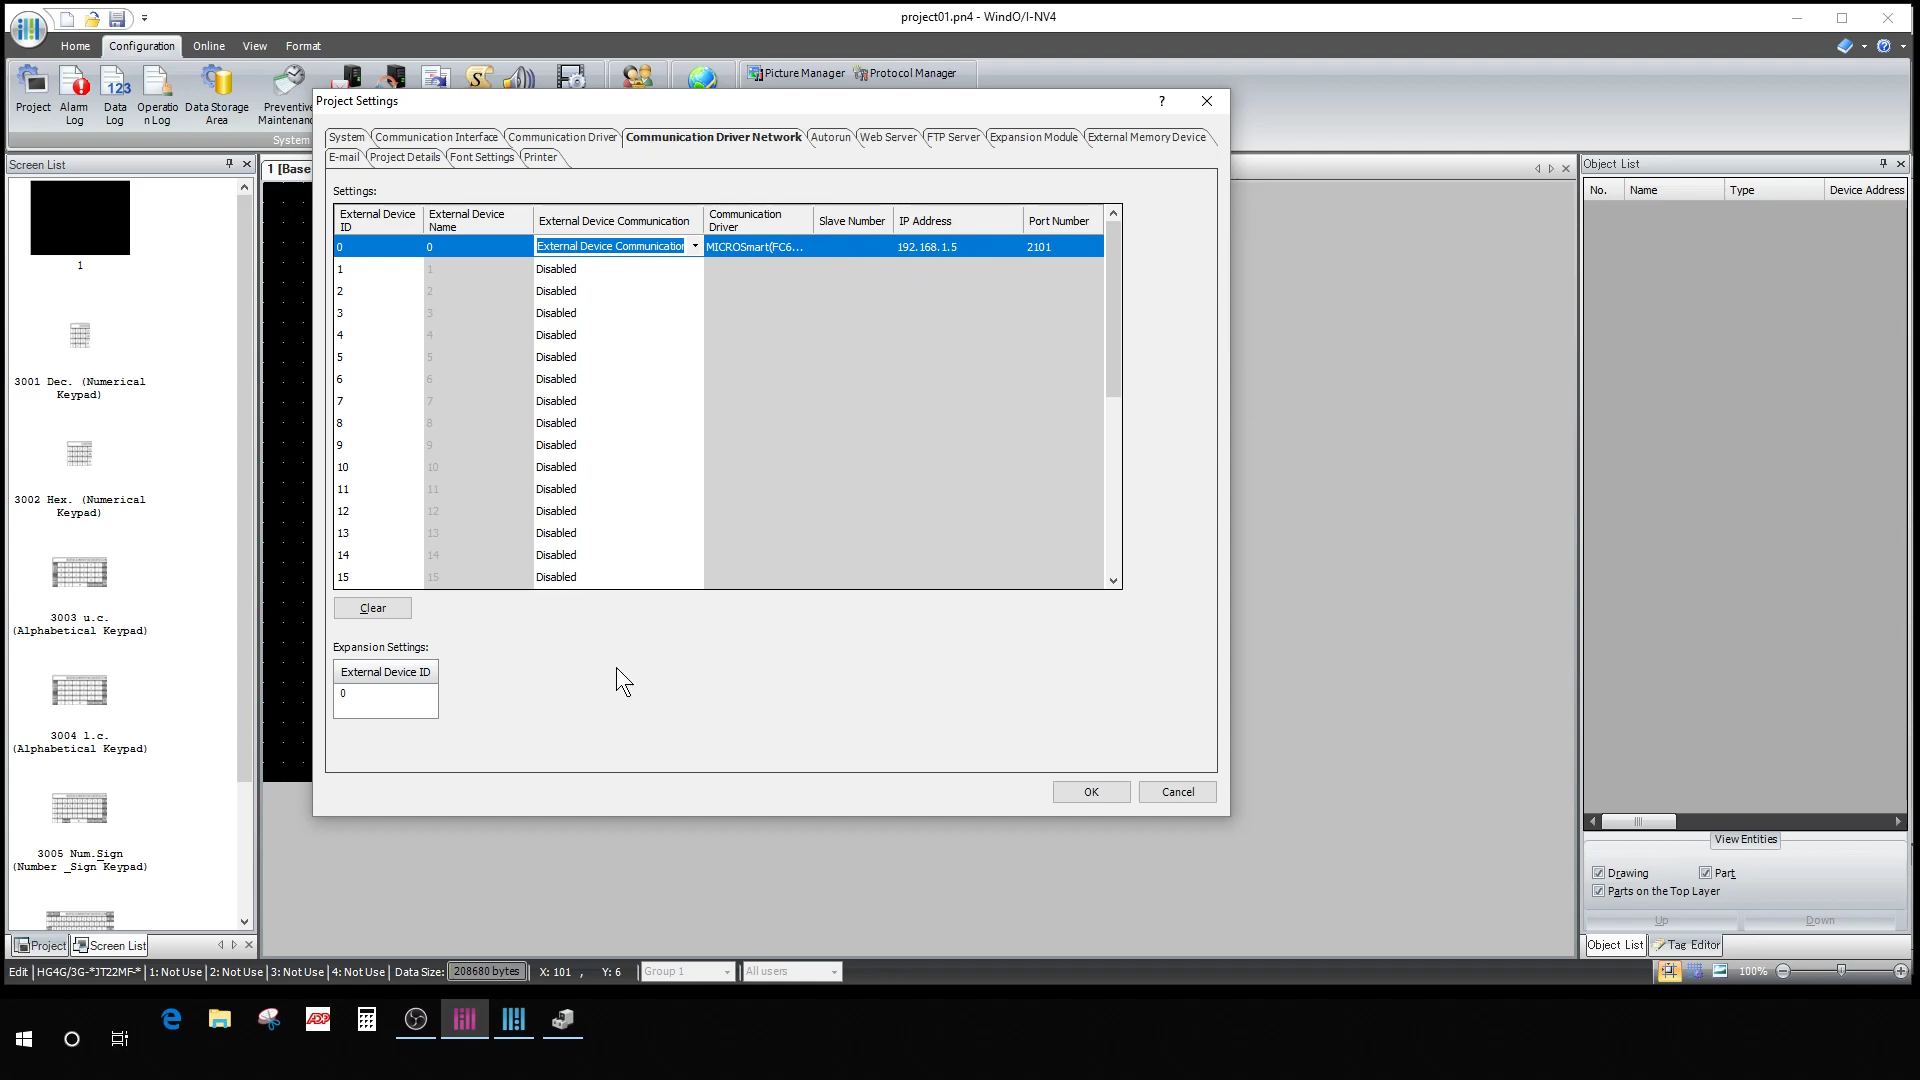 project01.pn4 - WindO/I-NV4
Home
Configuration
Online
View
Format
Project
Alarm
Log
123
Data
Log
Operatio
n Log
Data Storage
Area
Preventive
Maintenanc
System
Picture Manager
Protocol Manager
Screen List
1
3001 Dec. (Numerical
Keypad)
3002 Hex. (Numerical
Keypad)
3003 u.c.
(Alphabetical Keypad)
3004 l.c.
(Alphabetical Keypad)
3005 Num.Sign
(Number _Sign Keypad)
Project
Screen List
1 [Base
Project Settings
?
System
Communication Interface
Communication Driver
Communication Driver Network
Autorun
Web Server
FTP Server
Expansion Module
External Memory Device
E-mail
Project Details
Font Settings
Printer
Settings:
External Device ID
External Device Name
External Device Communication
Communication Driver
Slave Number
IP Address
Port Number
0 0 External Device Communication MICROSmart(FC6... 192.168.1.5 2101
1 1 Disabled
2 2 Disabled
3 3 Disabled
4 4 Disabled
5 5 Disabled
6 6 Disabled
7 7 Disabled
8 8 Disabled
9 9 Disabled
10 10 Disabled
11 11 Disabled
12 12 Disabled
13 13 Disabled
14 14 Disabled
15 15 Disabled
Clear
Expansion Settings:
External Device ID
0
OK
Cancel
Object List
No. Name Type Device Address
View Entities
Drawing
Part
Parts on the Top Layer
Up
Down
Object List
Tag Editor
Edit HG4G/3G-*JT22MF-* 1: Not Use 2: Not Use 3: Not Use 4: Not Use Data Size: 208680 bytes X: 101 , Y: 6 Group 1 All users
100%
ADP